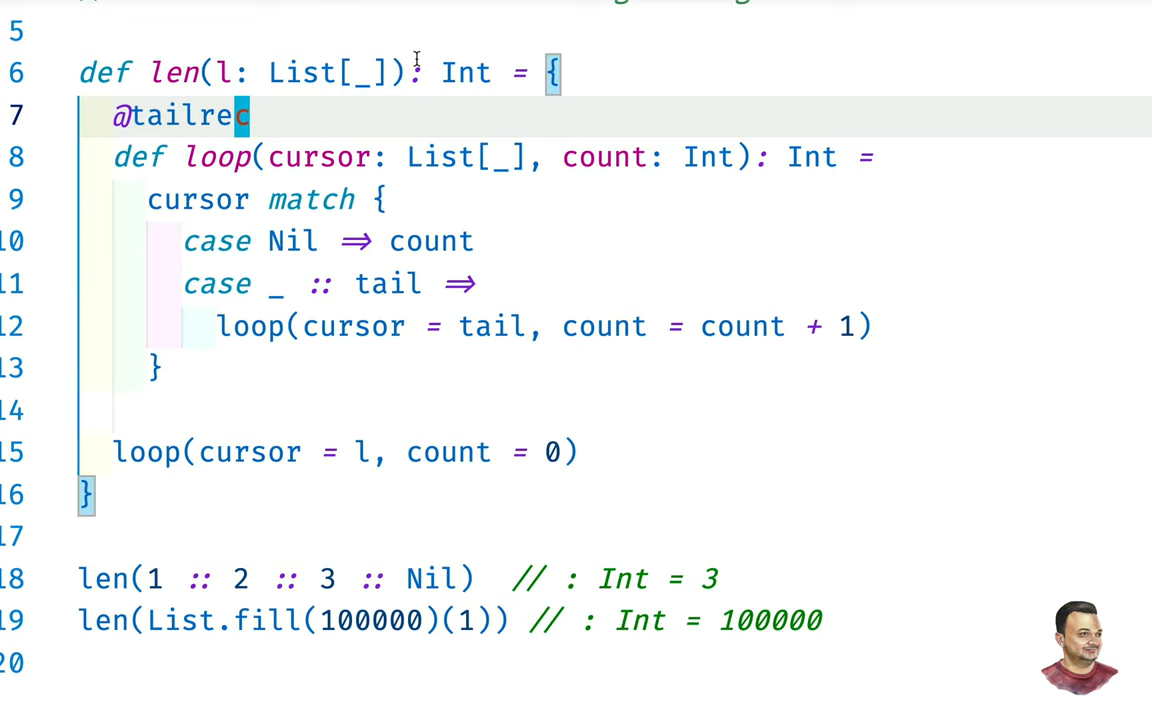 5
6 def len(l: List[_]): Int = {
7 @tailrec
8 def loop(cursor: List[_], count: Int): Int =
9 cursor match {
10 case Nil ⇒ count
11 case _ :: tail ⇒
12 loop(cursor = tail, count = count + 1)
13 }
14
15 loop(cursor = l, count = 0)
16 }
17
18 len(1 :: 2 :: 3 :: Nil) // : Int = 3
19 len(List.fill(100000)(1)) // : Int = 100000
20